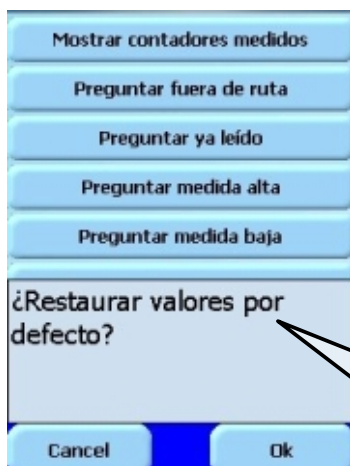 Mostrar contadores medidos
Preguntar fuera de ruta
Preguntar ya leído
Preguntar medida alta
Preguntar medida baja
¿Restaurar valores por
defecto?
Cancel Ok